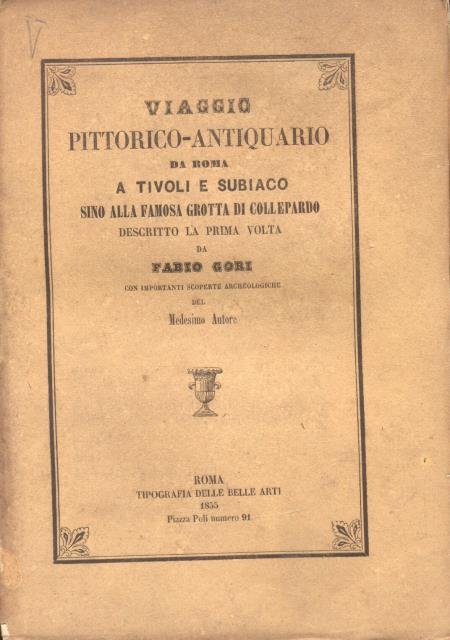 V
VIAGGIO
PITTORICO-ANTIQUARIO
DA ROMA
A TIVOLI E SUBIACO
SINO ALLA FAMOSA GROTTA DI COLLEPARDO
DESCRITTO LA PRIMA VOLTA
DA
FABIO GORI
CON IMPORTANTI SCOPERTE ARCHEOLOGICHE
DEL
Medesimo Autore
ROMA
TIPOGRAFIA DELLE BELLE ARTI
1855
Piazza Poli numero 91